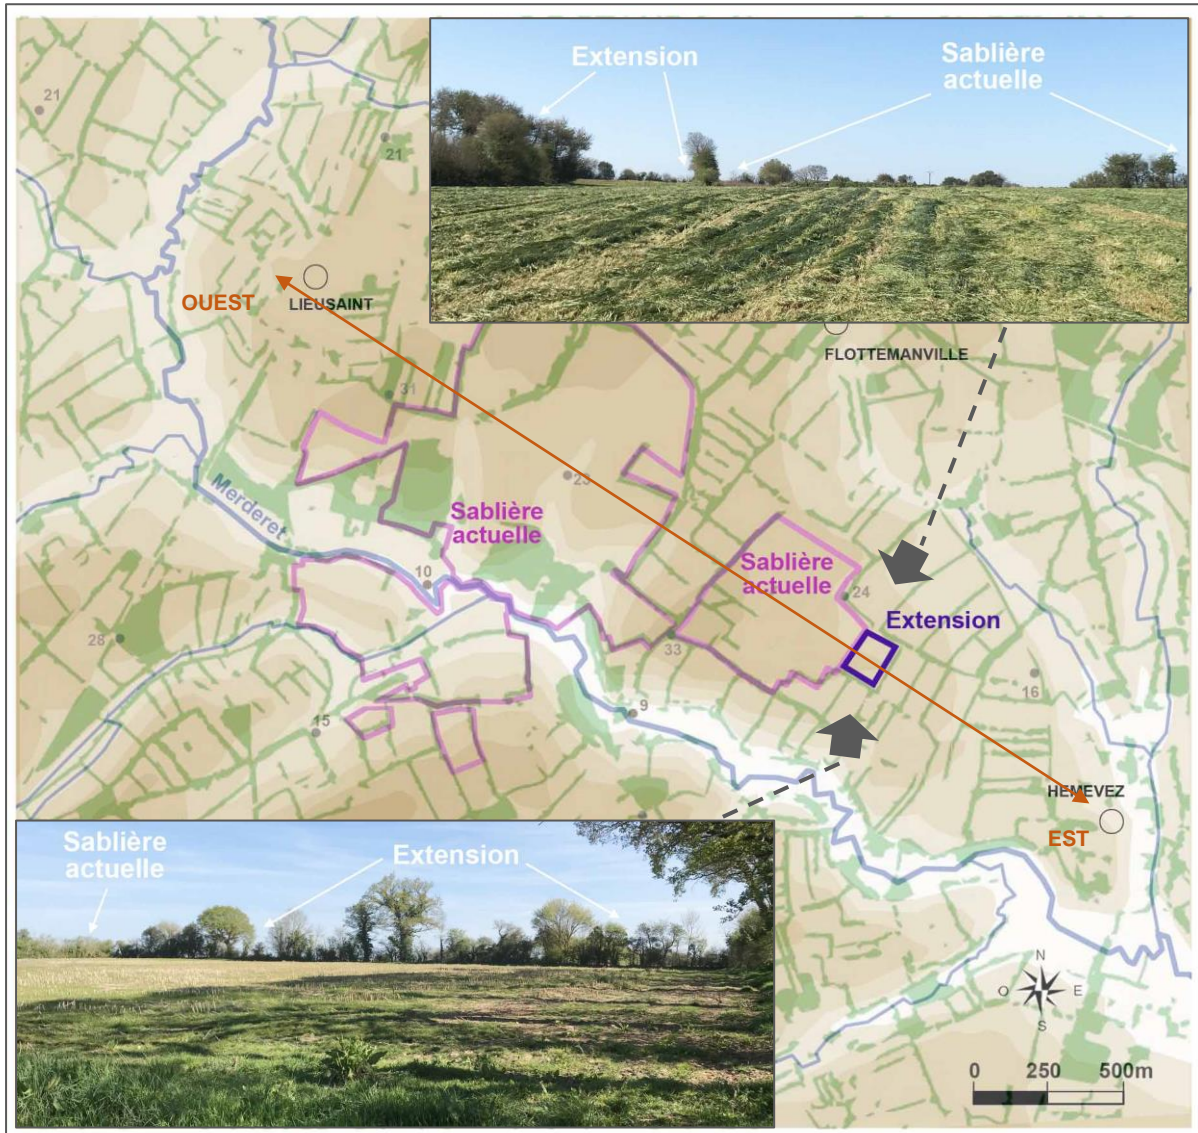 21
21
Extension
Sablière
actuelle
OUEST
LIEUSAINT
FLOTTEMANVILLE
31
23
Merderet
Sablière
actuelle
Sablière
actuelle
10
24
Extension
28
33
16
9
15
HEMEVEZ
EST
Sablière
actuelle
Extension
N
O
E
S
0 250 500m